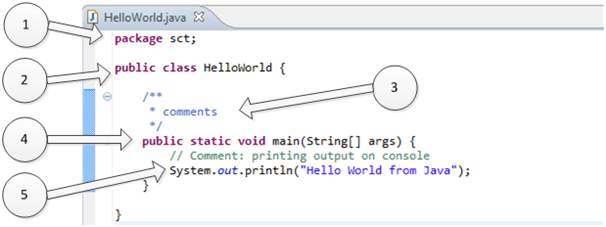 HelloWorld.java
1
package sct;
2
public class HelloWorld {
/**
3
* comments
*/
4
public static void main(String[] args) {
// Comment: printing output on console
5
System.out.println("Hello World from Java");
}
}